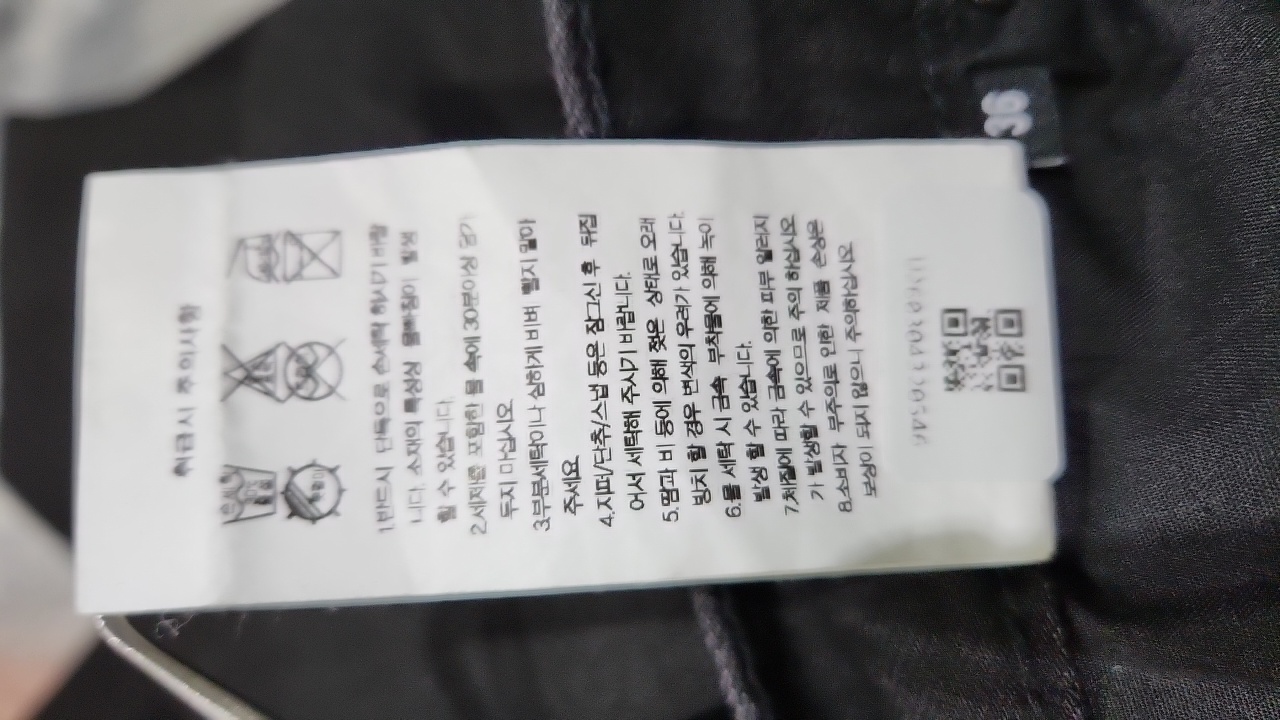 취급시 주의사항
1.반드시 단독으로 손세탁 하시기 바랍
니다. 소재의 특성상 물빠짐이 발생
할 수 있습니다.
2.세제를 포함한 물 속에 30분이상 담가
두지 마십시오.
3.부분세탁이나 심하게 비벼 빨지 말아
주세요
4.지퍼/단추/스냅 등은 잠그신 후 뒤집
어서 세탁해 주시기 바랍니다.
5.땀과 비 등에 의해 젖은 상태로 오래
방치 할 경우 변색의 우려가 있습니다.
6.물 세탁 시 금속 부착물에 의해 녹이
발생 할 수 있습니다.
7.체질에 따라 금속에 의한 피부 알러지
가 발생할 수 있으므로 주의 하십시오
8.소비자 부주의로 인한 제품 손상은
보상이 되지 않으니 주의하십시오
36